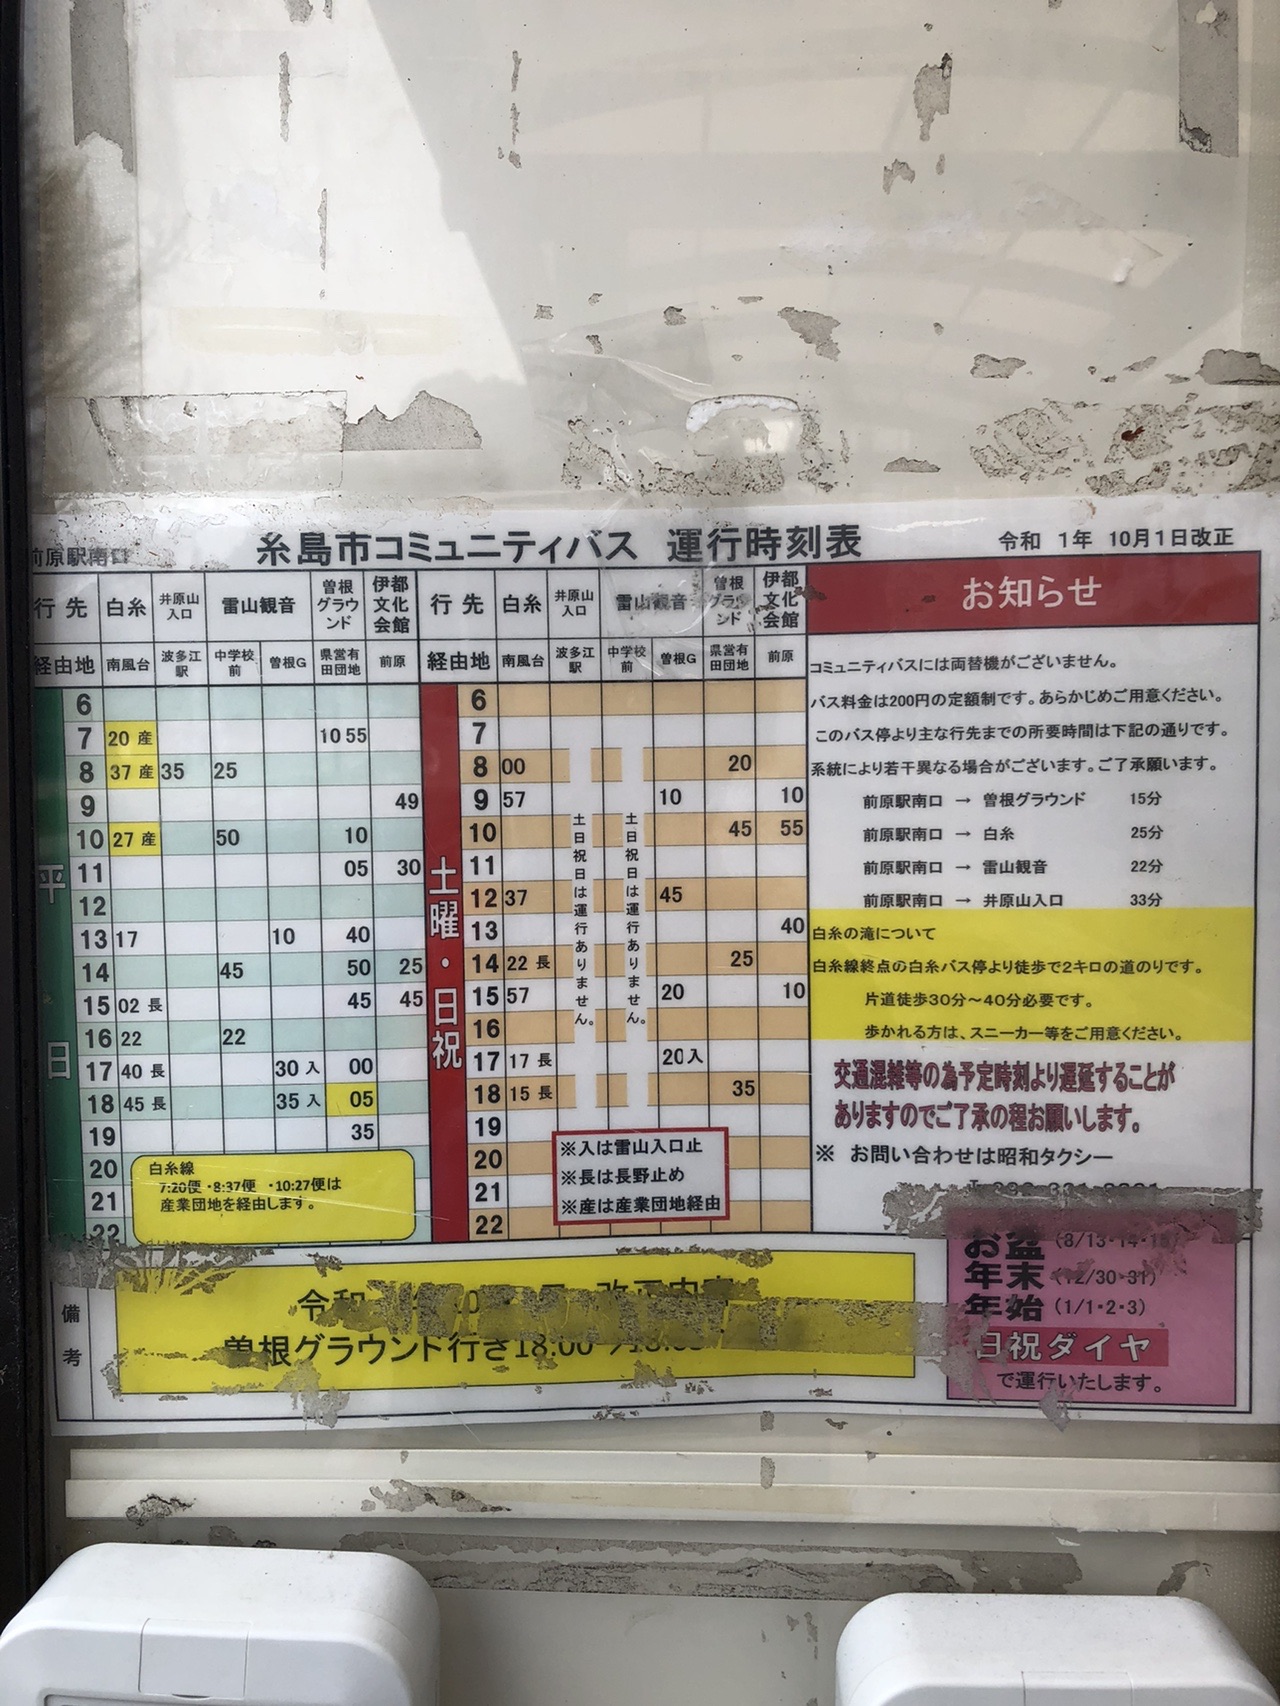 前原駅南口 糸島市コミュニティバス 運行時刻表 令和 1年 10月1日改正
行先 白糸 井原山入口 雷山観音 曽根グラウンド 伊都文化会館
経由地 南風台 波多江駅 中学校前 曽根G 県営有田団地 前原
平日
6
7 20 産 10 55
8 37 産 35 25
9 49
10 27 産 50 10
11 05 30
12
13 17 10 40
14 45 50 25
15 02 長 45 45
16 22 22
17 40 長 30 入 00
18 45 長 35 入 05
19 35
20
21
22
白糸線
7:20便・8:37便 ・10:27便は
産業団地を経由します。
行先 白糸 井原山入口 雷山観音 曽根グラウンド 伊都文化会館
経由地 南風台 波多江駅 中学校前 曽根G 県営有田団地 前原
土曜・日祝
6
7
8 00 20
9 57 10 10
10 45 55
11
12 37 45
13 40
14 22 長 25
15 57 20 10
16
17 17 長 20入
18 15 長 35
19
20
21
22
土日祝日は運行ありません。
土日祝日は運行ありません。
※入は雷山入口止
※長は長野止め
※産は産業団地経由
お知らせ
コミュニティバスには両替機がございません。
バス料金は200円の定額制です。あらかじめご用意ください。
このバス停より主な行先までの所要時間は下記の通りです。
系統により若干異なる場合がございます。ご了承願います。
前原駅南口 → 曽根グラウンド 15分
前原駅南口 → 白糸 25分
前原駅南口 → 雷山観音 22分
前原駅南口 → 井原山入口 33分
白糸の滝について
白糸線終点の白糸バス停より徒歩で2キロの道のりです。
片道徒歩30分～40分必要です。
歩かれる方は、スニーカー等をご用意ください。
交通混雑等の為予定時刻より遅延することが
ありますのでご了承の程お願いします。
※ お問い合わせは昭和タクシー
備考
令和 改正内容
曽根グラウンド行き18:00
お盆 (8/13・14・15)
年末 (12/30・31)
年始 (1/1・2・3)
日祝ダイヤ
で運行いたします。